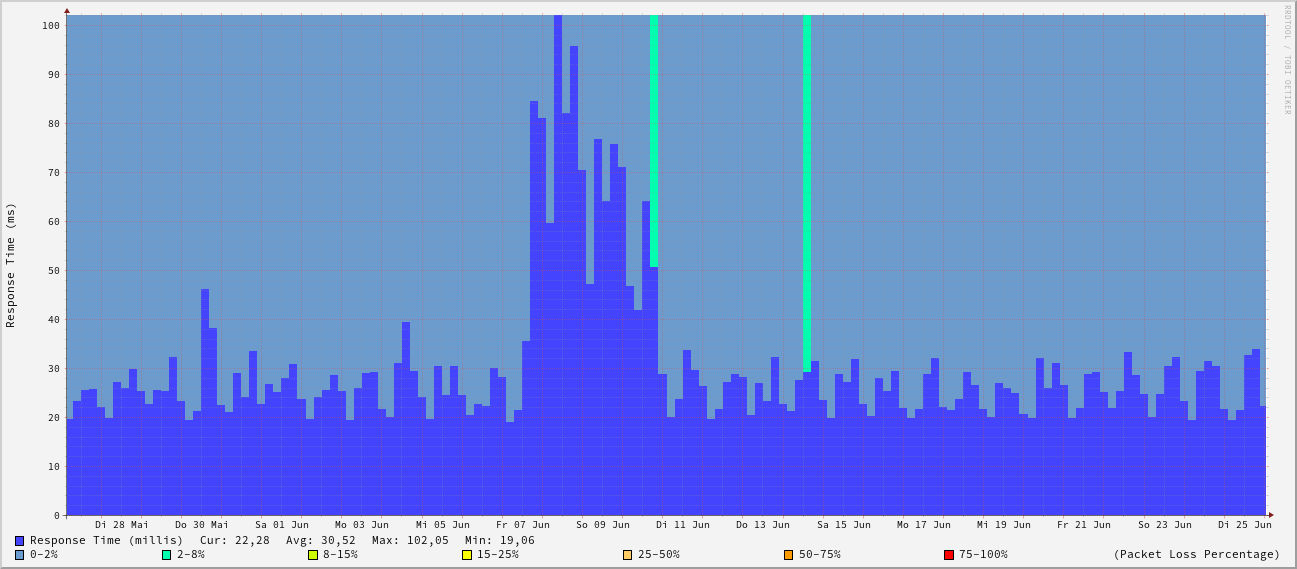 RRDTOOL / TOBI OETIKER
Response Time (ms)
100
90
80
70
60
50
40
30
20
10
0
Di 28 Mai Do 30 Mai Sa 01 Jun Mo 03 Jun Mi 05 Jun Fr 07 Jun So 09 Jun Di 11 Jun Do 13 Jun Sa 15 Jun Mo 17 Jun Mi 19 Jun Fr 21 Jun So 23 Jun Di 25 Jun
Response Time (millis) Cur: 22,28 Avg: 30,52 Max: 102,05 Min: 19,06
0-2% 2-8% 8-15% 15-25% 25-50% 50-75% 75-100% (Packet Loss Percentage)